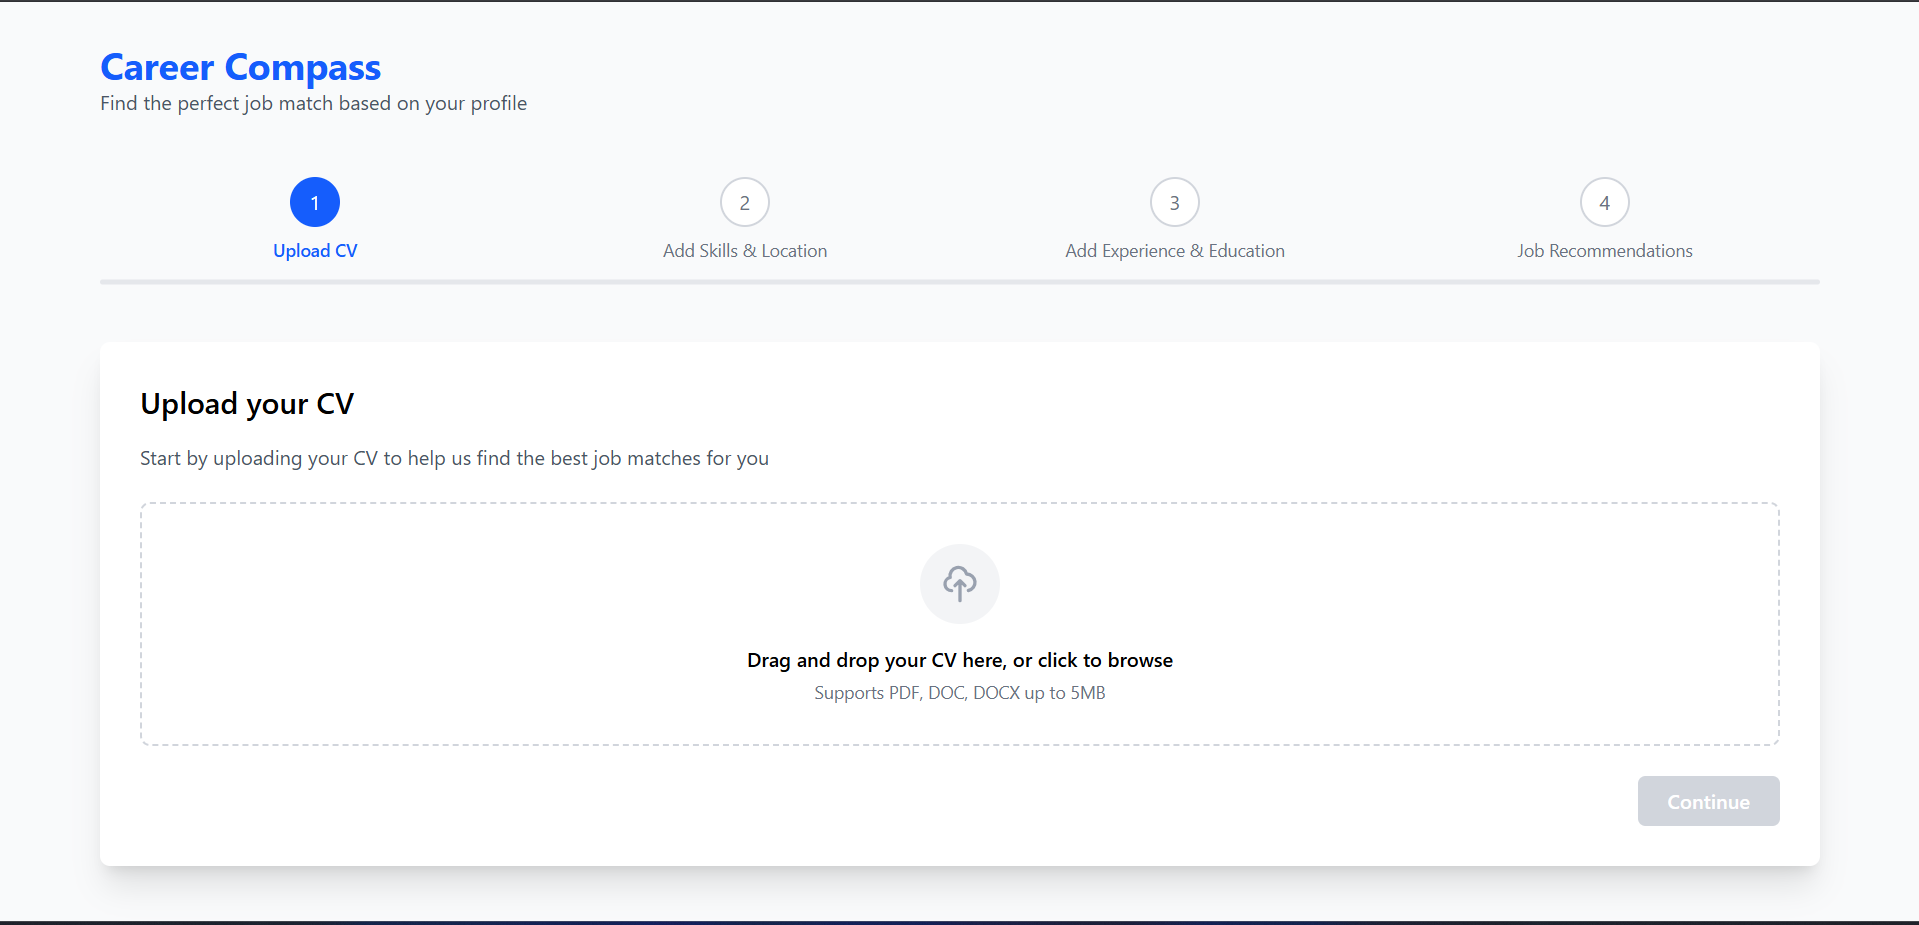 Career Compass
Find the perfect job match based on your profile
1
2
3
4
Upload CV
Add Skills & Location
Add Experience & Education
Job Recommendations
Upload your CV
Start by uploading your CV to help us find the best job matches for you
Drag and drop your CV here, or click to browse
Supports PDF, DOC, DOCX up to 5MB
Continue